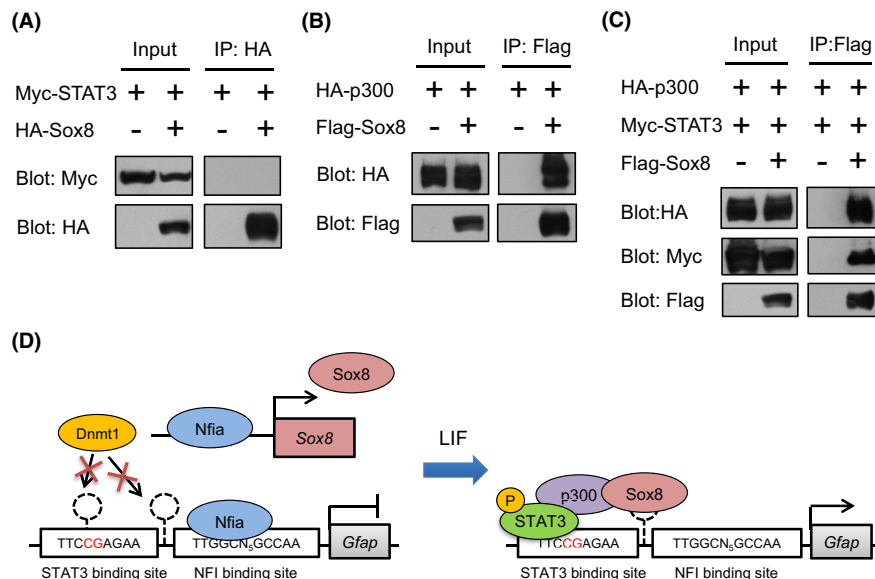 (A)
Input IP: HA
Myc-STAT3 + + + +
HA-Sox8 - + - +
Blot: Myc
Blot: HA
(B)
Input IP: Flag
HA-p300 + + + +
Flag-Sox8 - + - +
Blot: HA
Blot: Flag
(C)
Input IP:Flag
HA-p300 + + + +
Myc-STAT3 + + + +
Flag-Sox8 - + - +
Blot:HA
Blot: Myc
Blot: Flag
(D)
Sox8
Dnmt1
Nfia
Sox8
Nfia
TTCCGAGAA
TTGGCN₅GCCAA
Gfap
STAT3 binding site
NFI binding site
LIF
P
STAT3
p300
Sox8
TTCCGAGAA
TTGGCN₅GCCAA
Gfap
STAT3 binding site
NFI binding site